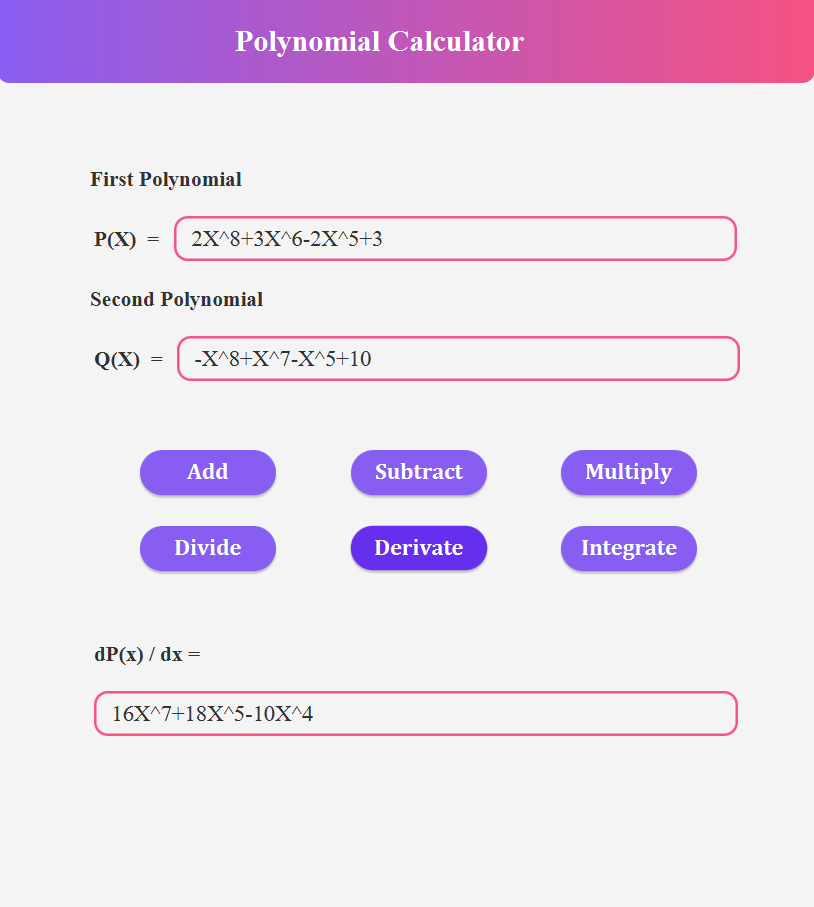 Polynomial Calculator
First Polynomial
P(X) = 2X^8+3X^6-2X^5+3
Second Polynomial
Q(X) = -X^8+X^7-X^5+10
Add Subtract Multiply
Divide Derivate Integrate
dP(x) / dx =
16X^7+18X^5-10X^4